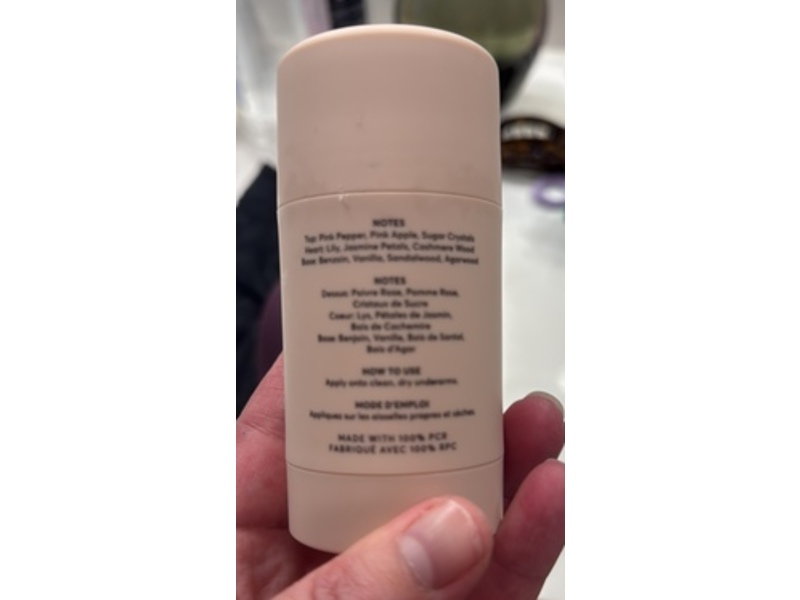 NOTES
Top: Pink Pepper, Pink Apple, Sugar Crystals
Heart: Lily, Jasmine Petals, Cashmere Wood
Base: Benzoin, Vanilla, Sandalwood, Agarwood
NOTES
Dessus: Poivre Rose, Pomme Rose,
Cristaux de Sucre
Coeur: Lys, Pétales de Jasmin,
Bois de Cachemire
Base: Benjoin, Vanille, Bois de Santal,
Bois d'Agar
HOW TO USE
Apply onto clean, dry underarms.
MODE D'EMPLOI
Appliquez sur les aisselles propres et sèches.
MADE WITH 100% PCR
FABRIQUÉ AVEC 100% RPC